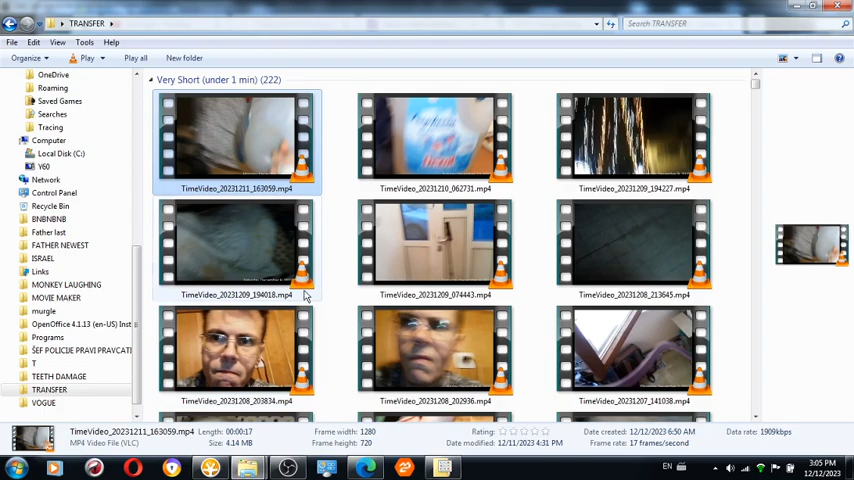 TRANSFER
Search TRANSFER
File Edit View Tools Help
Organize Play Play all New folder
OneDrive
Roaming
Saved Games
Searches
Tracing
Computer
Local Disk (C:)
Y60
Network
Control Panel
Recycle Bin
BNBNBNB
Father last
FATHER NEWEST
ISRAEL
Links
MONKEY LAUGHING
MOVIE MAKER
murgle
OpenOffice 4.1.13 (en-US) Inst
Programs
ŠEF POLICIJE PRAVI PRAVCATI
T
TEETH DAMAGE
TRANSFER
VOGUE
Very Short (under 1 min) (222)
TimeVideo_20231211_163059.mp4
TimeVideo_20231210_062731.mp4
TimeVideo_20231209_194227.mp4
TimeVideo_20231209_194018.mp4
TimeVideo_20231209_074443.mp4
TimeVideo_20231208_213645.mp4
TimeVideo_20231208_203834.mp4
TimeVideo_20231208_202936.mp4
TimeVideo_20231207_141038.mp4
TimeVideo_20231211_163059.mp4 Length: 00:00:17 Frame width: 1280 Rating: Date created: 12/12/2023 6:50 AM Data rate: 1909kbps
MP4 Video File (VLC) Size: 4.14 MB Frame height: 720 Date modified: 12/11/2023 4:31 PM Frame rate: 17 frames/second
EN
3:05 PM
12/12/2023